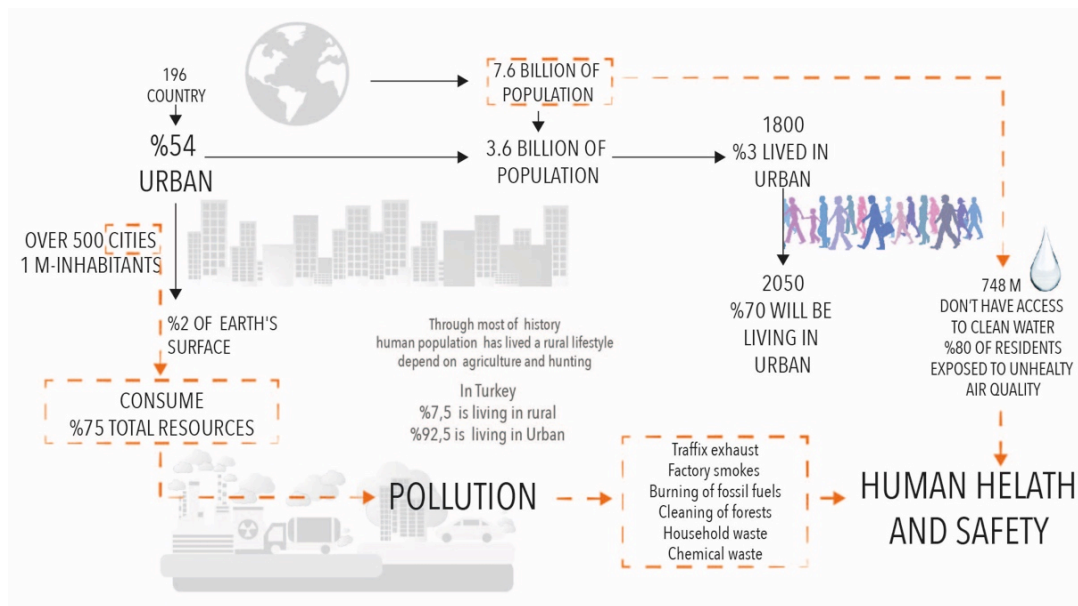 196
COUNTRY
%54
URBAN
7.6 BILLION OF
POPULATION
3.6 BILLION OF
POPULATION
1800
%3 LIVED IN
URBAN
2050
%70 WILL BE
LIVING IN
URBAN
OVER 500 CITIES
1 M-INHABITANTS
%2 OF EARTH'S
SURFACE
CONSUME
%75 TOTAL RESOURCES
Through most of history
human population has lived a rural lifestyle
depend on agriculture and hunting
In Turkey
%7,5 is living in rural
%92,5 is living in Urban
748 M
DON'T HAVE ACCESS
TO CLEAN WATER
%80 OF RESIDENTS
EXPOSED TO UNHEALTY
AIR QUALITY
POLLUTION
Traffix exhaust
Factory smokes
Burning of fossil fuels
Cleaning of forests
Household waste
Chemical waste
HUMAN HELATH
AND SAFETY